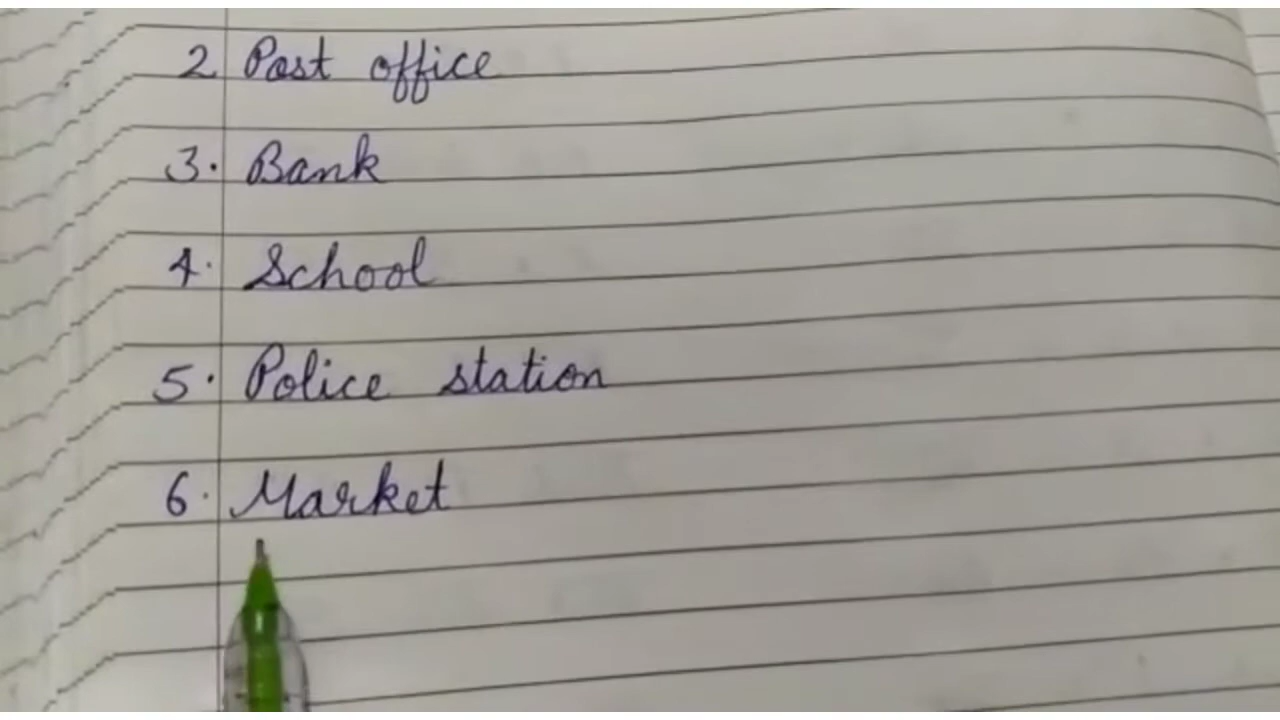 2 Post office
3. Bank
4. School
5. Police station
6. Market